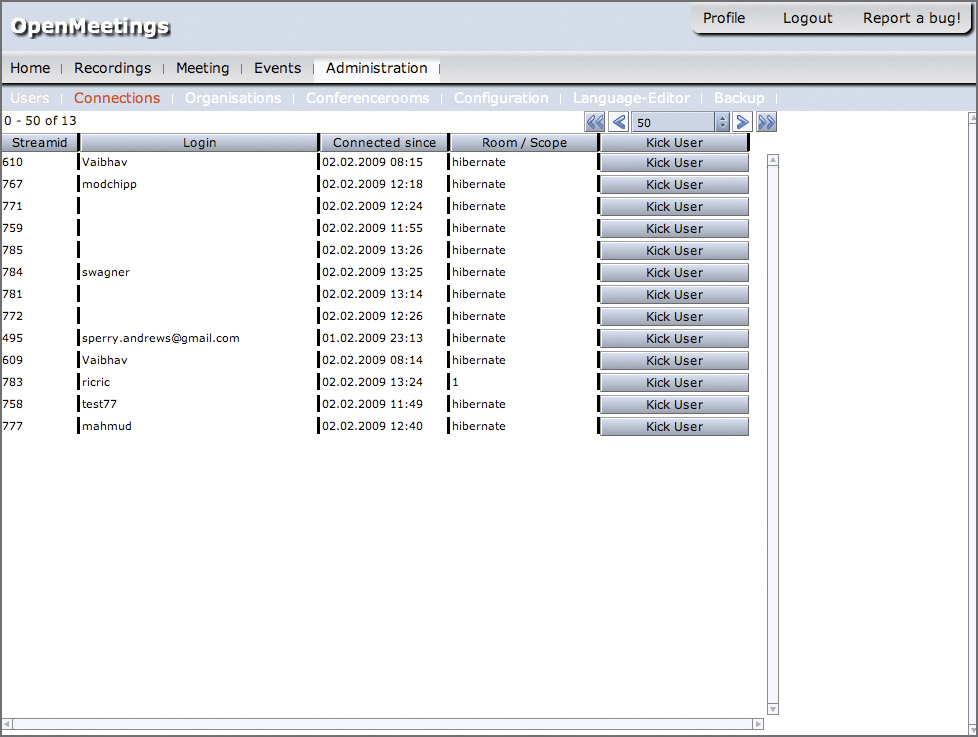 OpenMeetings
Profile Logout Report a bug!
Home | Recordings | Meeting | Events | Administration |
Users | Connections | Organisations | Conferencerooms | Configuration | Language-Editor | Backup |
0 - 50 of 13 50
Streamid Login Connected since Room / Scope Kick User
610 Vaibhav 02.02.2009 08:15 hibernate Kick User
767 modchipp 02.02.2009 12:18 hibernate Kick User
771 02.02.2009 12:24 hibernate Kick User
759 02.02.2009 11:55 hibernate Kick User
785 02.02.2009 13:26 hibernate Kick User
784 swagner 02.02.2009 13:25 hibernate Kick User
781 02.02.2009 13:14 hibernate Kick User
772 02.02.2009 12:26 hibernate Kick User
495 sperry.andrews@gmail.com 01.02.2009 23:13 hibernate Kick User
609 Vaibhav 02.02.2009 08:14 hibernate Kick User
783 ricric 02.02.2009 13:24 1 Kick User
758 test77 02.02.2009 11:49 hibernate Kick User
777 mahmud 02.02.2009 12:40 hibernate Kick User